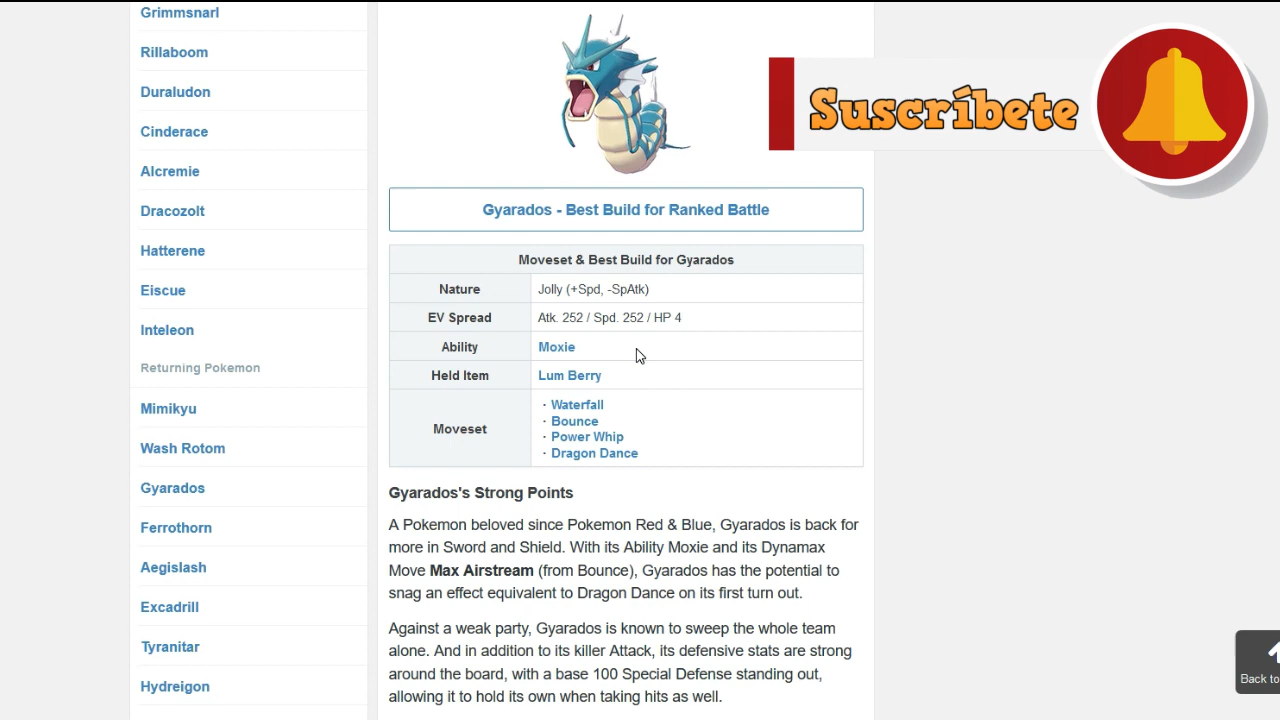 Grimmsnarl
Rillaboom
Duraludon
Cinderace
Alcremie
Dracozolt
Hatterene
Eiscue
Inteleon
Returning Pokemon
Mimikyu
Wash Rotom
Gyarados
Ferrothorn
Aegislash
Excadrill
Tyranitar
Hydreigon
Suscríbete
Gyarados - Best Build for Ranked Battle
Moveset & Best Build for Gyarados
Nature Jolly (+Spd, -SpAtk)
EV Spread Atk. 252 / Spd. 252 / HP 4
Ability Moxie
Held Item Lum Berry
Moveset
· Waterfall
· Bounce
· Power Whip
· Dragon Dance
Gyarados's Strong Points
A Pokemon beloved since Pokemon Red & Blue, Gyarados is back for
more in Sword and Shield. With its Ability Moxie and its Dynamax
Move Max Airstream (from Bounce), Gyarados has the potential to
snag an effect equivalent to Dragon Dance on its first turn out.
Against a weak party, Gyarados is known to sweep the whole team
alone. And in addition to its killer Attack, its defensive stats are strong
around the board, with a base 100 Special Defense standing out,
allowing it to hold its own when taking hits as well.
Back to